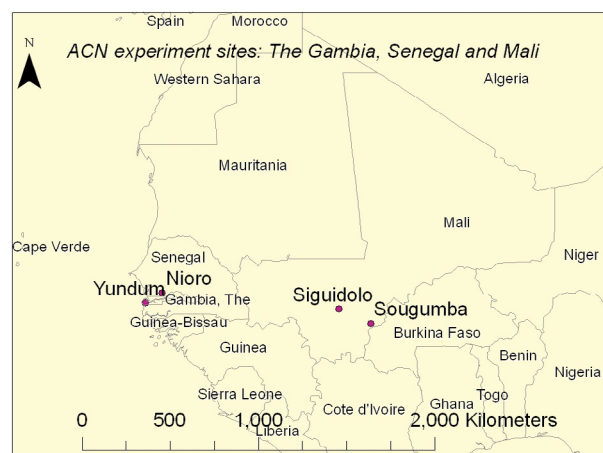 Spain
Morocco
N
ACN experiment sites: The Gambia, Senegal and Mali
Western Sahara
Algeria
Mauritania
Mali
Cape Verde
Niger
Senegal
Nioro
Yundum
Gambia, The
Siguidolo
Sougumba
Guinea-Bissau
Burkina Faso
Guinea
Benin
Nigeria
Sierra Leone
Togo
Cote d'Ivoire
Ghana
0 500 1,000 2,000 Kilometers
Liberia